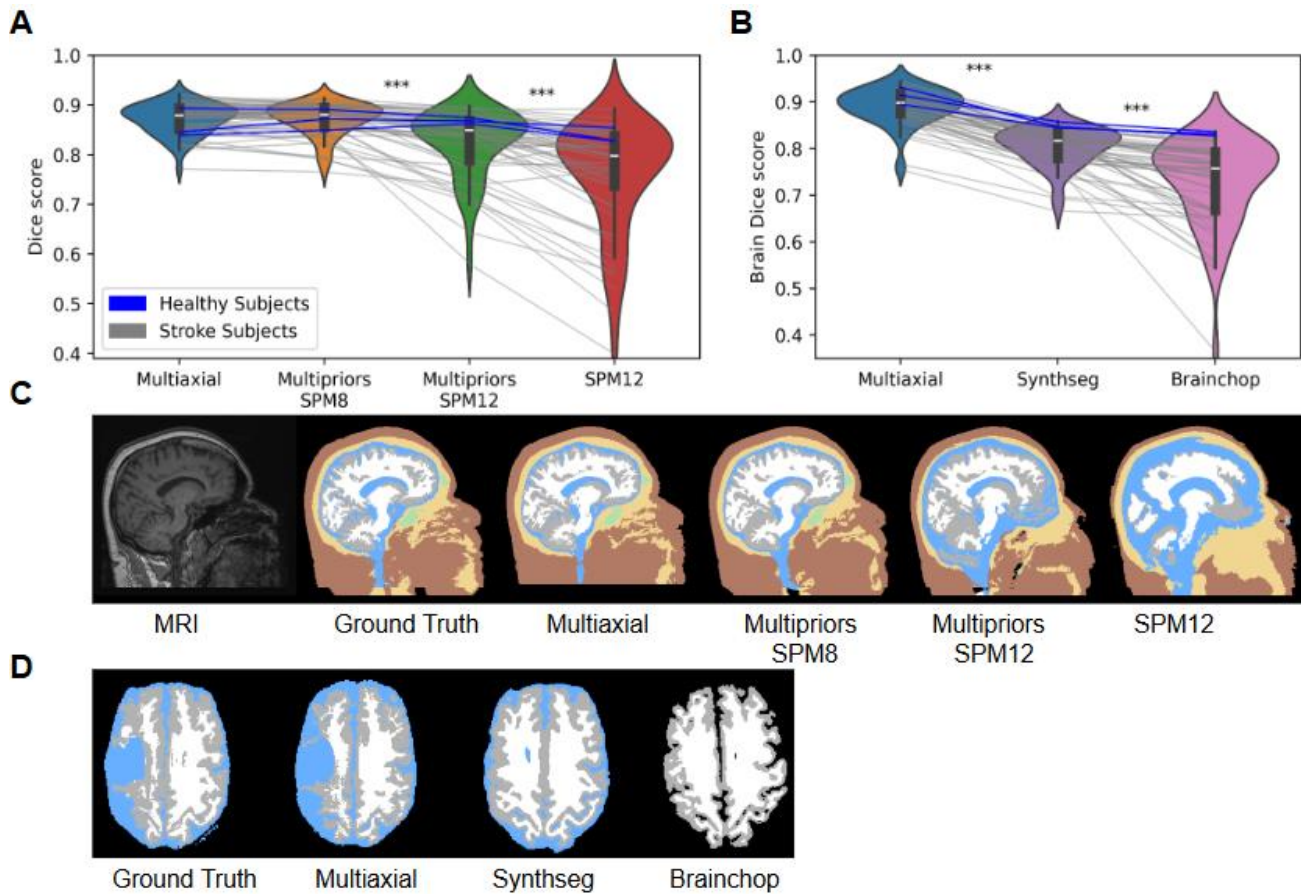 A
Dice score
1.0
0.9
0.8
0.7
0.6
0.5
0.4
***
***
Healthy Subjects
Stroke Subjects
Multiaxial
Multipriors
SPM8
Multipriors
SPM12
SPM12
B
Brain Dice score
1.0
0.9
0.8
0.7
0.6
0.5
0.4
***
***
Multiaxial
Synthseg
Brainchop
C
MRI
Ground Truth
Multiaxial
Multipriors
SPM8
Multipriors
SPM12
SPM12
D
Ground Truth
Multiaxial
Synthseg
Brainchop